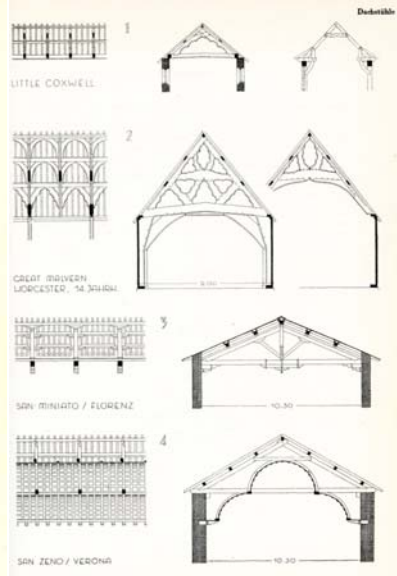 Dachstühle
1
LITTLE COXWELL
2
GREAT MALVERN
WORCESTER, 14. JAHRH.
3
SAN MINIATO / FLORENZ
10.30
4
SAN ZENO / VERONA
10.30